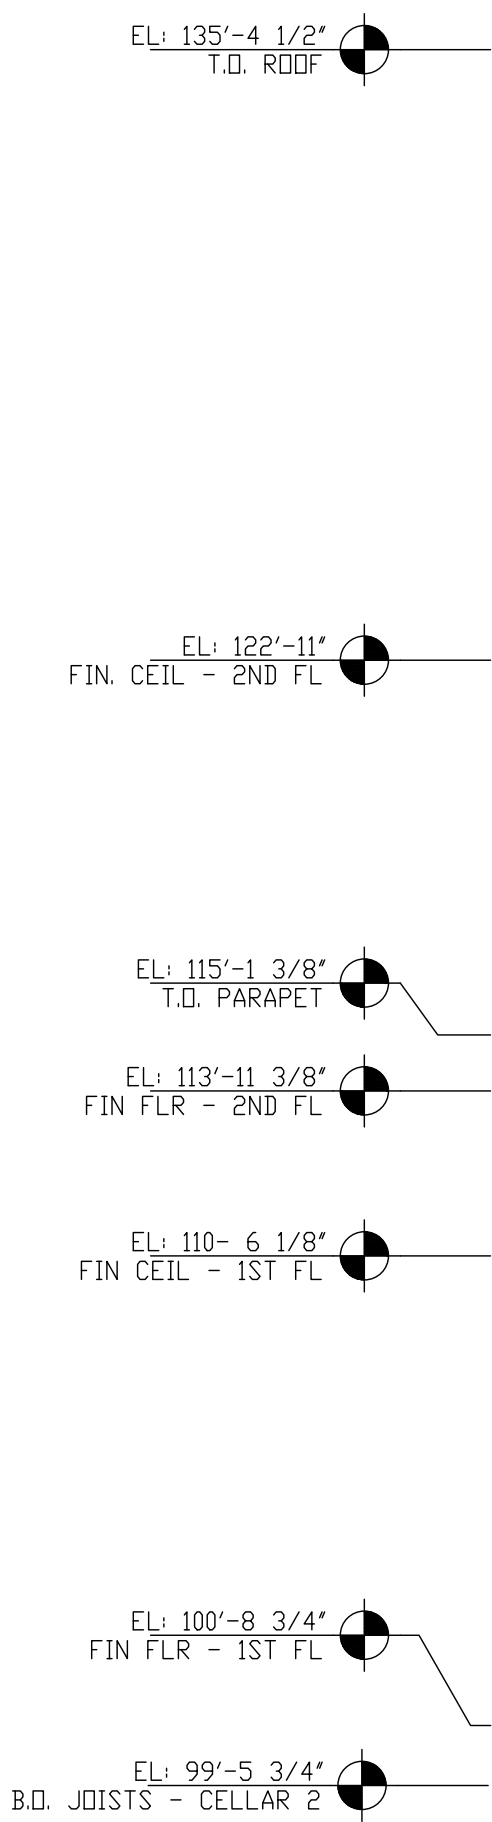 EL: 135'-4 1/2"
T.O. ROOF
EL: 122'-11"
FIN. CEIL - 2ND FL
EL: 115'-1 3/8"
T.O. PARAPET
EL: 113'-11 3/8"
FIN FLR - 2ND FL
EL: 110- 6 1/8"
FIN CEIL - 1ST FL
EL: 100'-8 3/4"
FIN FLR - 1ST FL
EL: 99'-5 3/4"
B.O. JOISTS - CELLAR 2